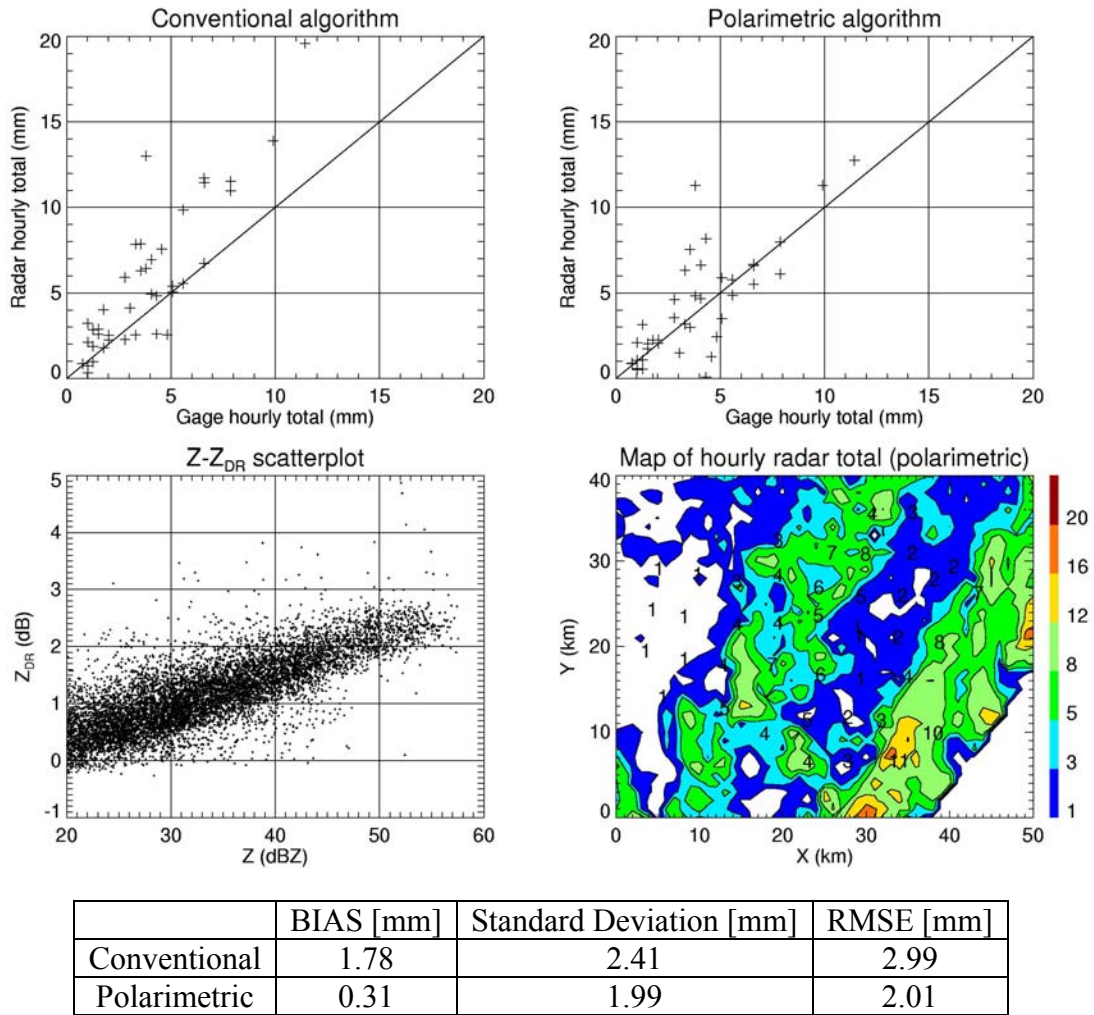 Conventional algorithm
20
15
10
5
0
Radar hourly total (mm)
0 5 10 15 20
Gage hourly total (mm)
Polarimetric algorithm
20
15
10
5
0
Radar hourly total (mm)
0 5 10 15 20
Gage hourly total (mm)
Z-Z_DR scatterplot
5
4
3
2
1
0
-1
Z_DR (dB)
20 30 40 50 60
Z (dBZ)
Map of hourly radar total (polarimetric)
40
30
20
10
0
Y (km)
0 10 20 30 40 50
X (km)
20
16
12
8
5
3
1
BIAS [mm] Standard Deviation [mm] RMSE [mm]
Conventional 1.78 2.41 2.99
Polarimetric 0.31 1.99 2.01